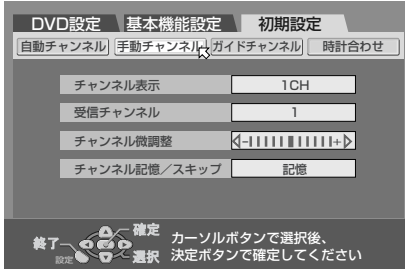 DVD設定 基本機能設定 初期設定
自動チャンネル 手動チャンネル ガイドチャンネル 時計合わせ
チャンネル表示 1CH
受信チャンネル 1
チャンネル微調整 - +
チャンネル記憶／スキップ 記憶
終了 確定
設定 選択
カーソルボタンで選択後、
決定ボタンで確定してください